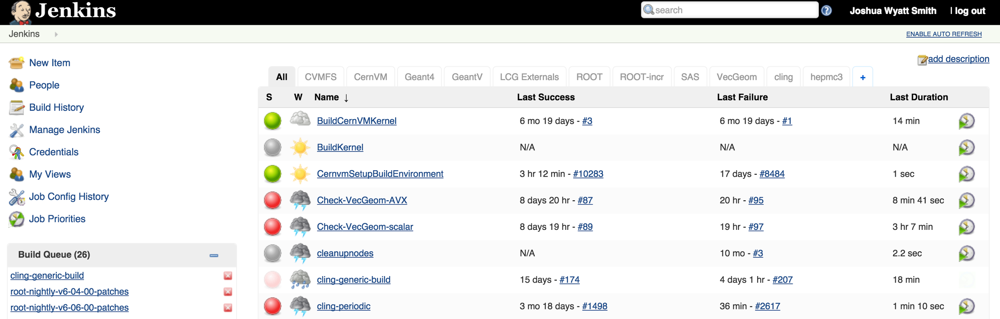 Jenkins
search
Joshua Wyatt Smith | log out
Jenkins
ENABLE AUTO REFRESH
New Item
People
Build History
Manage Jenkins
Credentials
My Views
Job Config History
Job Priorities
Build Queue (26)
cling-generic-build
root-nightly-v6-04-00-patches
root-nightly-v6-06-00-patches
add description
All CVMFS CernVM Geant4 GeantV LCG Externals ROOT ROOT-incr SAS VecGeom cling hepmc3 +
S W Name ↓ Last Success Last Failure Last Duration
BuildCernVMKernel 6 mo 19 days - #3 6 mo 19 days - #1 14 min
BuildKernel N/A N/A N/A
CernvmSetupBuildEnvironment 3 hr 12 min - #10283 17 days - #8484 1 sec
Check-VecGeom-AVX 8 days 20 hr - #87 20 hr - #95 8 min 41 sec
Check-VecGeom-scalar 8 days 19 hr - #89 19 hr - #97 3 hr 7 min
cleanupnodes N/A 10 mo - #3 2.2 sec
cling-generic-build 15 days - #174 4 days 1 hr - #207 18 min
cling-periodic 3 mo 18 days - #1498 36 min - #2617 1 min 10 sec